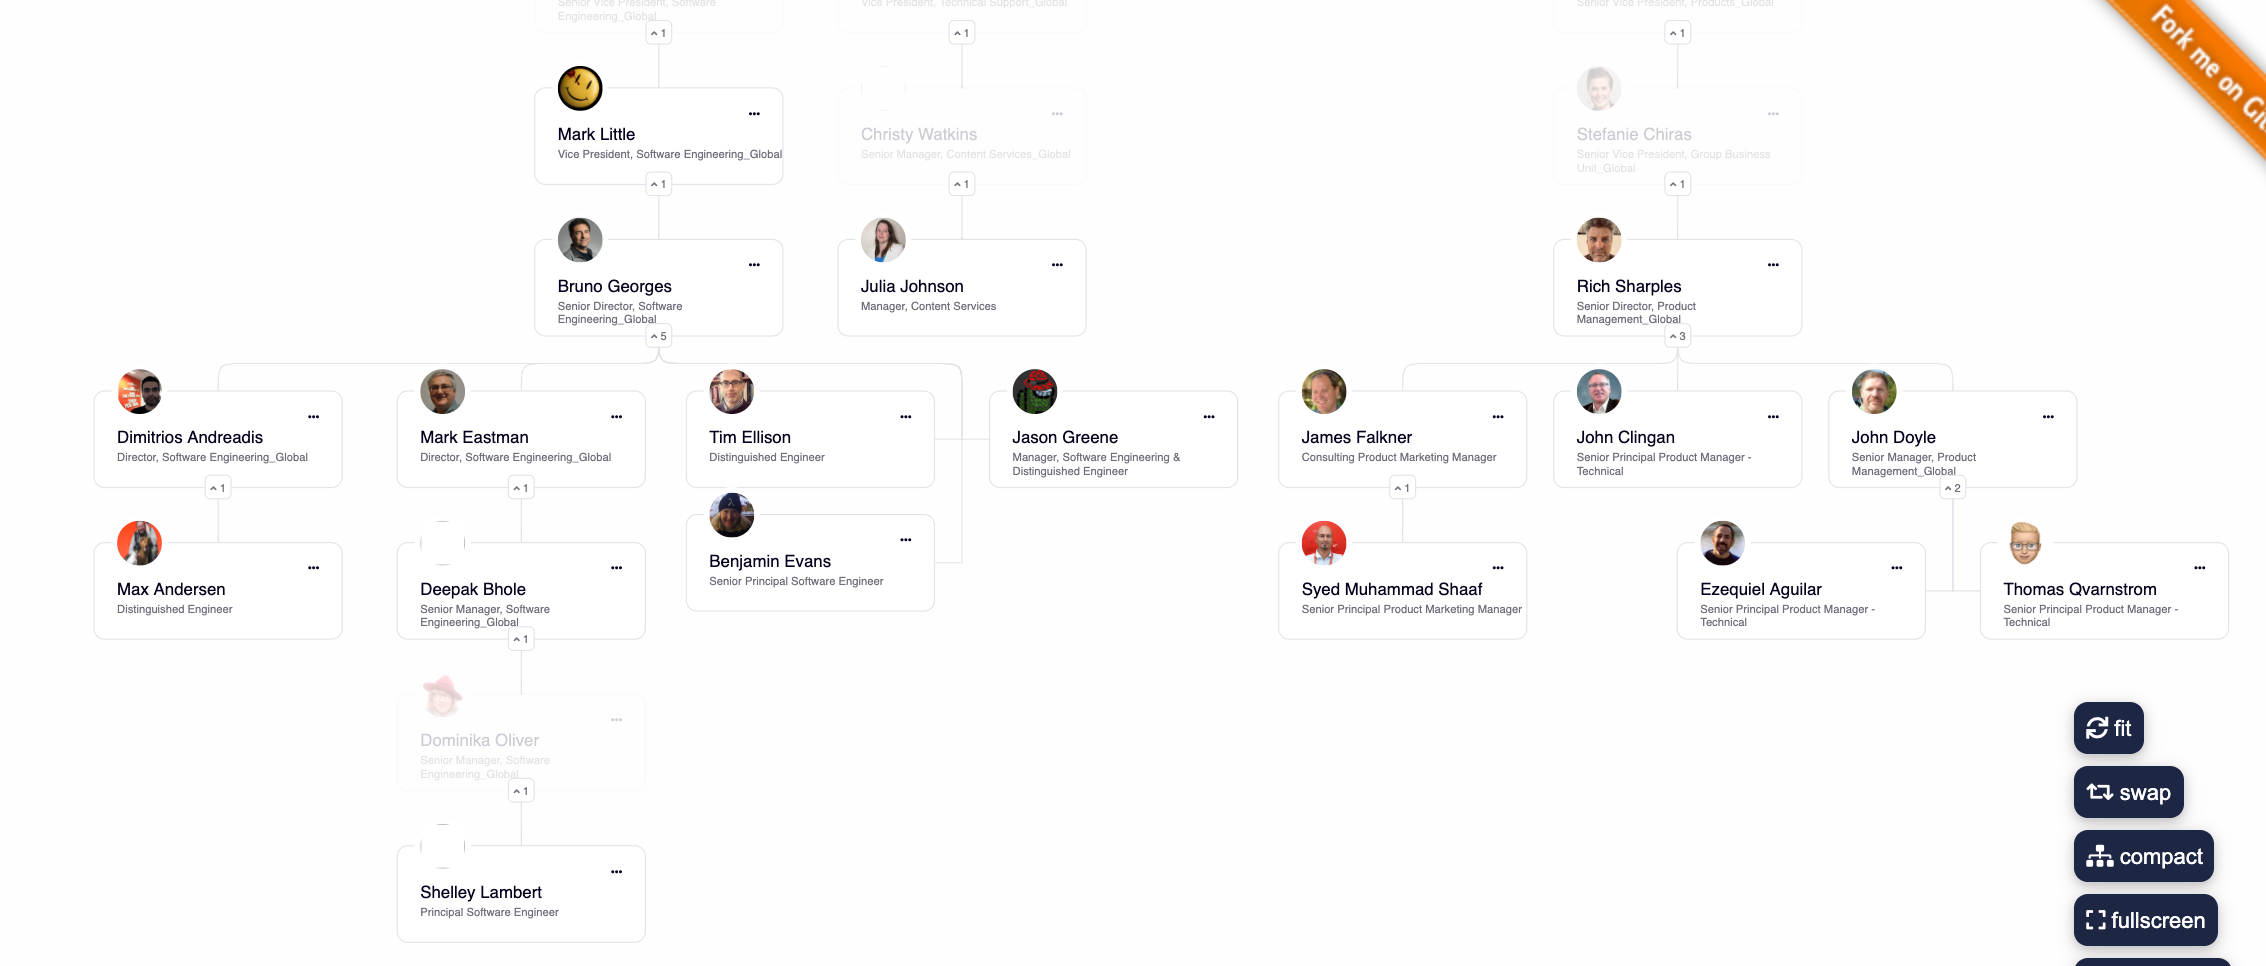 Senior Vice President, Software
Engineering_Global
1
Vice President, Technical Support_Global
1
Senior Vice President, Products_Global
1
Fork me on Git
Mark Little
Vice President, Software Engineering_Global
1
Christy Watkins
Senior Manager, Content Services_Global
1
Stefanie Chiras
Senior Vice President, Group Business
Unit_Global
1
Bruno Georges
Senior Director, Software
Engineering_Global
5
Julia Johnson
Manager, Content Services
Rich Sharples
Senior Director, Product
Management_Global
3
Dimitrios Andreadis
Director, Software Engineering_Global
1
Mark Eastman
Director, Software Engineering_Global
1
Tim Ellison
Distinguished Engineer
Jason Greene
Manager, Software Engineering &
Distinguished Engineer
James Falkner
Consulting Product Marketing Manager
1
John Clingan
Senior Principal Product Manager -
Technical
John Doyle
Senior Manager, Product
Management_Global
2
Max Andersen
Distinguished Engineer
Deepak Bhole
Senior Manager, Software
Engineering_Global
1
Benjamin Evans
Senior Principal Software Engineer
Syed Muhammad Shaaf
Senior Principal Product Marketing Manager
Ezequiel Aguilar
Senior Principal Product Manager -
Technical
Thomas Qvarnstrom
Senior Principal Product Manager -
Technical
Dominika Oliver
Senior Manager, Software
Engineering_Global
1
Shelley Lambert
Principal Software Engineer
fit
swap
compact
fullscreen